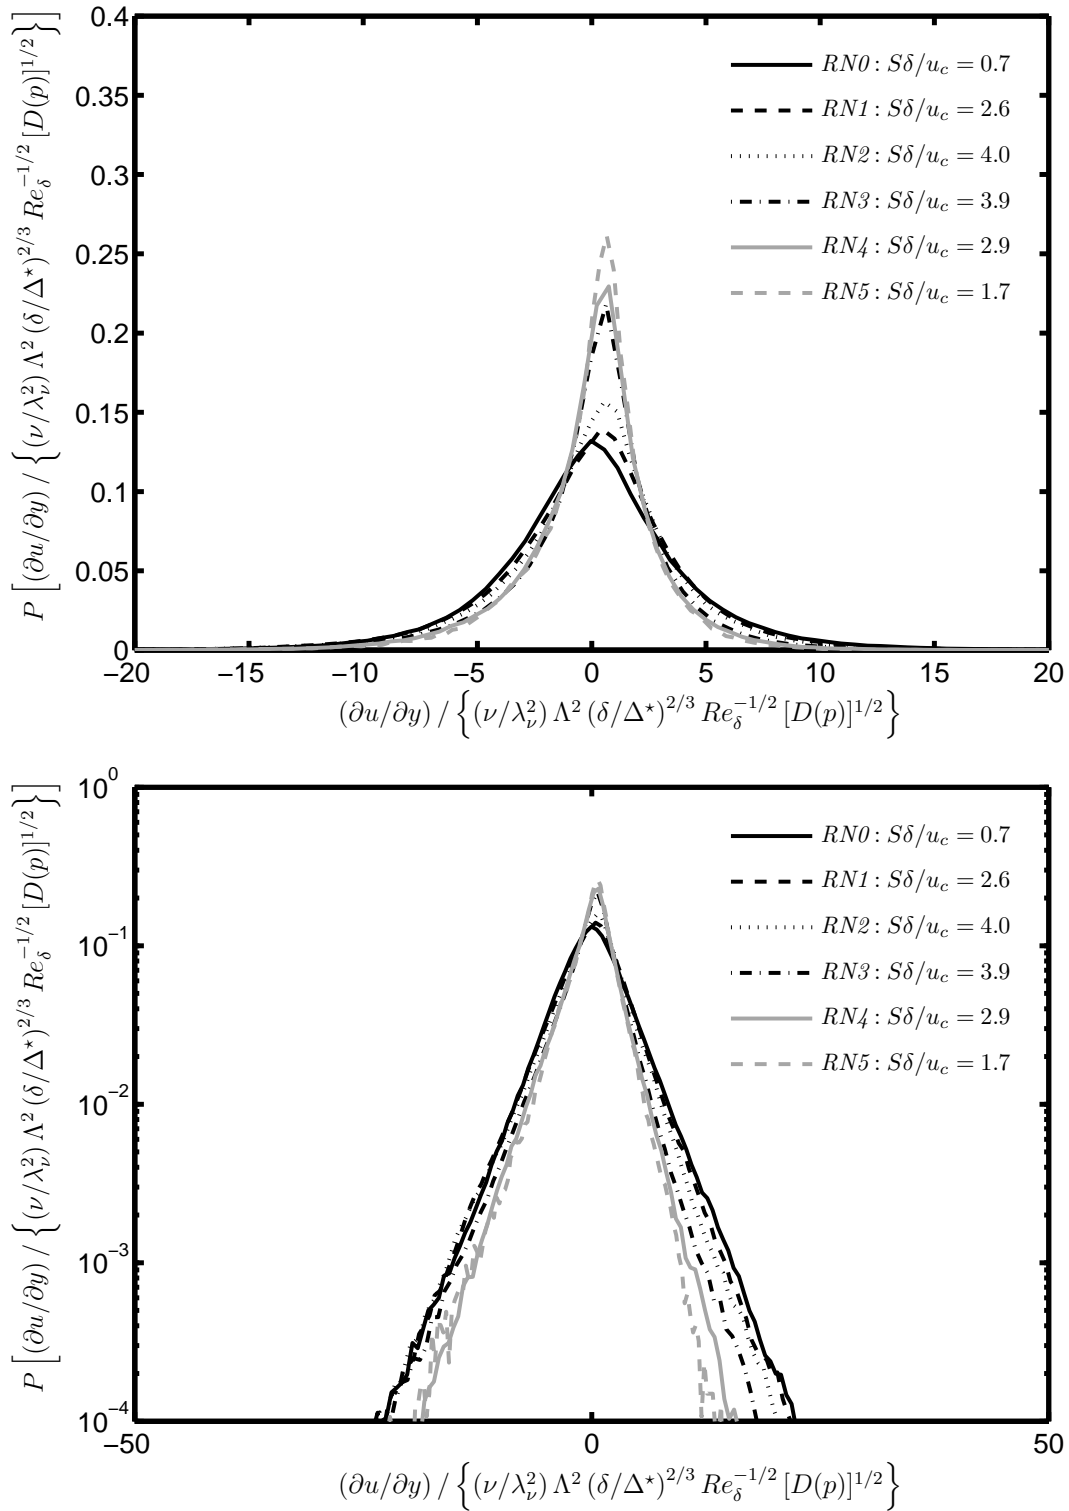 P [(∂u/∂y) / {(ν/λ_ν^2) Λ^2 (δ/Δ⋆)^{2/3} Re_δ^{−1/2} [D(p)]^{1/2}}]
0.4
0.35
0.3
0.25
0.2
0.15
0.1
0.05
0
RN0 : Sδ/u_c = 0.7
RN1 : Sδ/u_c = 2.6
RN2 : Sδ/u_c = 4.0
RN3 : Sδ/u_c = 3.9
RN4 : Sδ/u_c = 2.9
RN5 : Sδ/u_c = 1.7
−20 −15 −10 −5 0 5 10 15 20
(∂u/∂y) / {(ν/λ_ν^2) Λ^2 (δ/Δ⋆)^{2/3} Re_δ^{−1/2} [D(p)]^{1/2}}
P [(∂u/∂y) / {(ν/λ_ν^2) Λ^2 (δ/Δ⋆)^{2/3} Re_δ^{−1/2} [D(p)]^{1/2}}]
10^0
10^{−1}
10^{−2}
10^{−3}
10^{−4}
RN0 : Sδ/u_c = 0.7
RN1 : Sδ/u_c = 2.6
RN2 : Sδ/u_c = 4.0
RN3 : Sδ/u_c = 3.9
RN4 : Sδ/u_c = 2.9
RN5 : Sδ/u_c = 1.7
−50 0 50
(∂u/∂y) / {(ν/λ_ν^2) Λ^2 (δ/Δ⋆)^{2/3} Re_δ^{−1/2} [D(p)]^{1/2}}